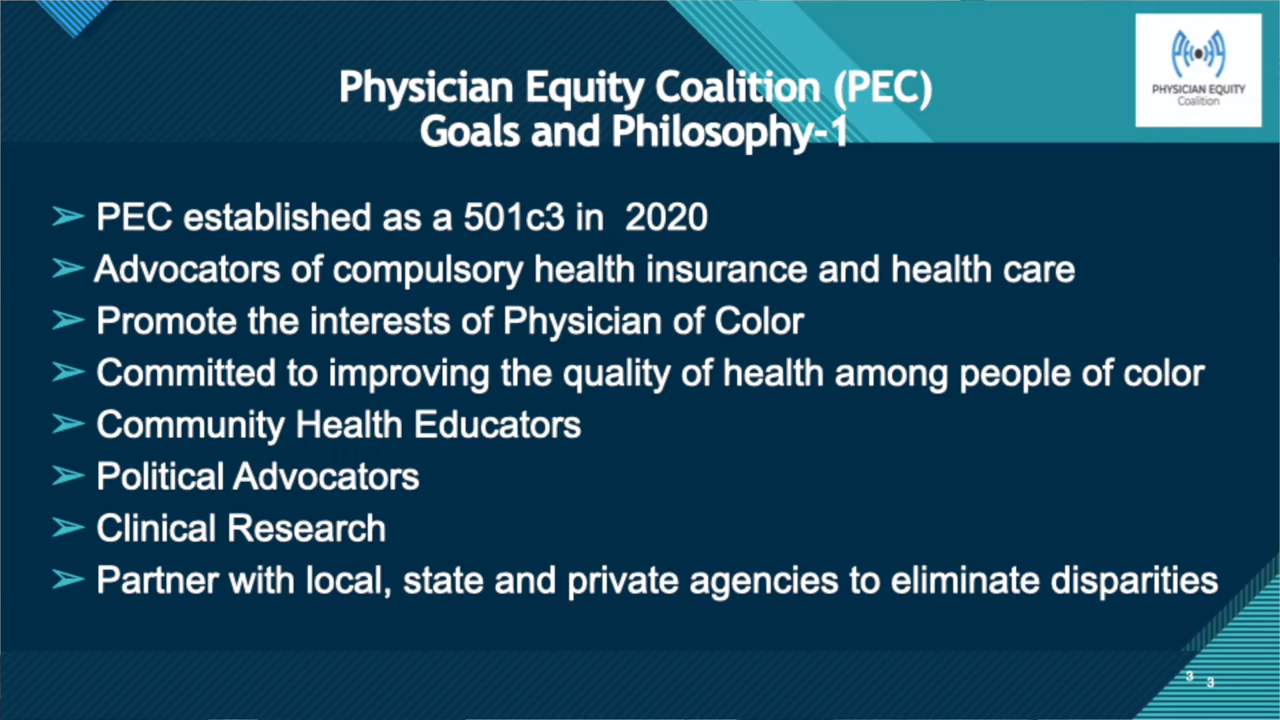 Physician Equity Coalition (PEC)
Goals and Philosophy-1
PHYSICIAN EQUITY
Coalition
➢ PEC established as a 501c3 in  2020
➢ Advocators of compulsory health insurance and health care
➢ Promote the interests of Physician of Color
➢ Committed to improving the quality of health among people of color
➢ Community Health Educators
➢ Political Advocators
➢ Clinical Research
➢ Partner with local, state and private agencies to eliminate disparities
3
3